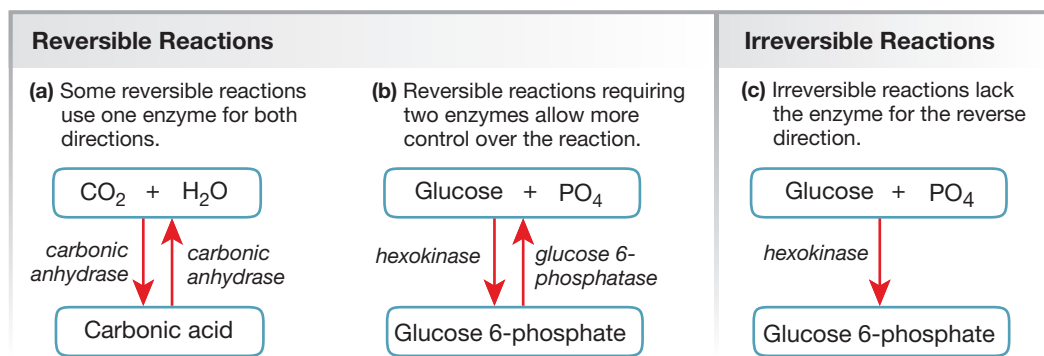 Reversible Reactions
(a) Some reversible reactions
use one enzyme for both
directions.
CO₂ + H₂O
carbonic
anhydrase
carbonic
anhydrase
Carbonic acid
(b) Reversible reactions requiring
two enzymes allow more
control over the reaction.
Glucose + PO₄
hexokinase
glucose 6-
phosphatase
Glucose 6-phosphate
Irreversible Reactions
(c) Irreversible reactions lack
the enzyme for the reverse
direction.
Glucose + PO₄
hexokinase
Glucose 6-phosphate